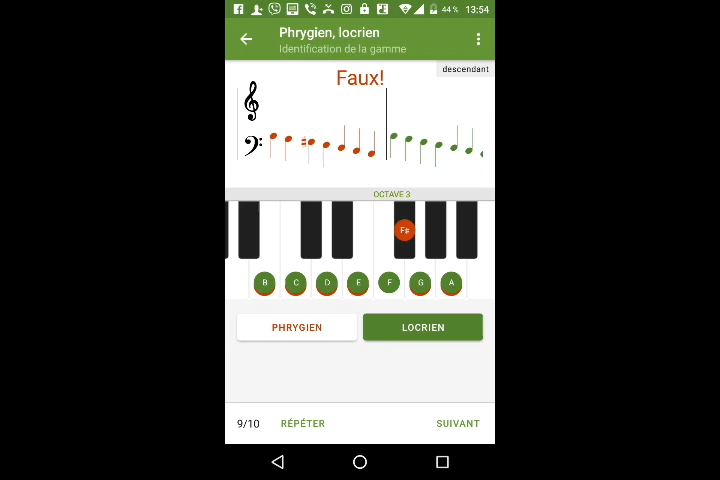 44 % 13:54
Phrygien, locrien
Identification de la gamme
descendant
Faux!
OCTAVE 3
F#
B C D E F G A
PHRYGIEN LOCRIEN
9/10 RÉPÉTER SUIVANT